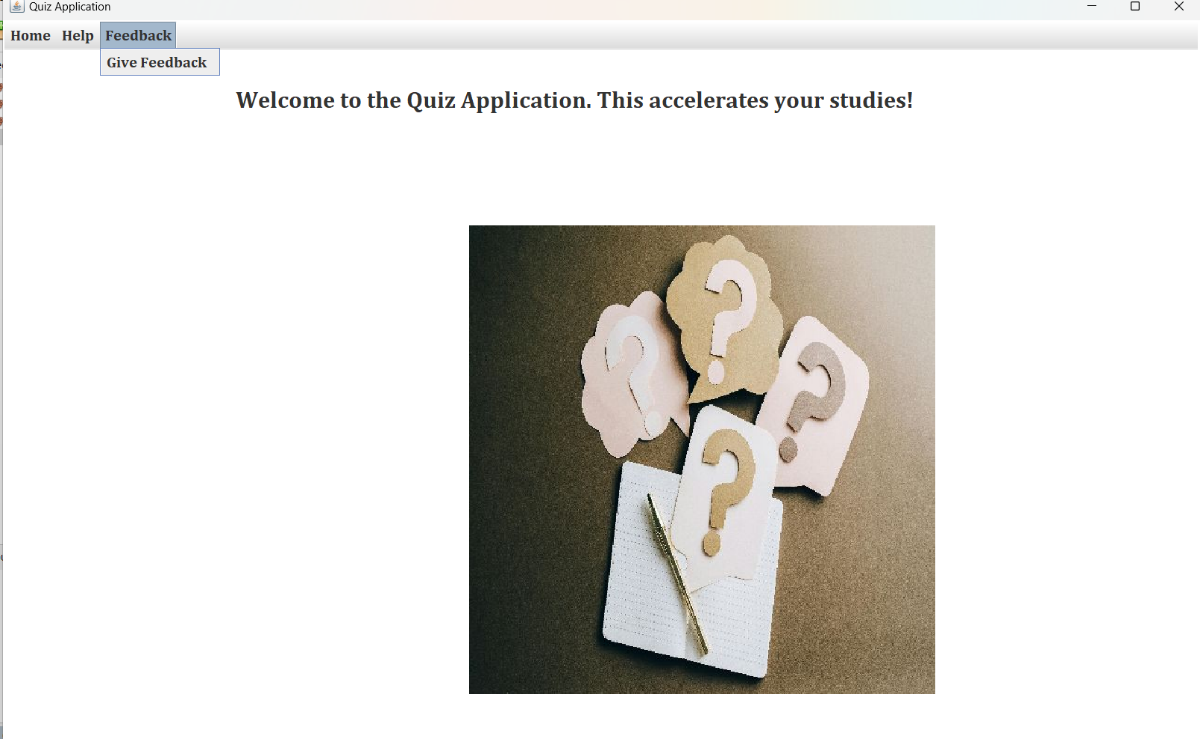 Quiz Application
Home Help Feedback
Give Feedback
Welcome to the Quiz Application. This accelerates your studies!
? ? ? ?